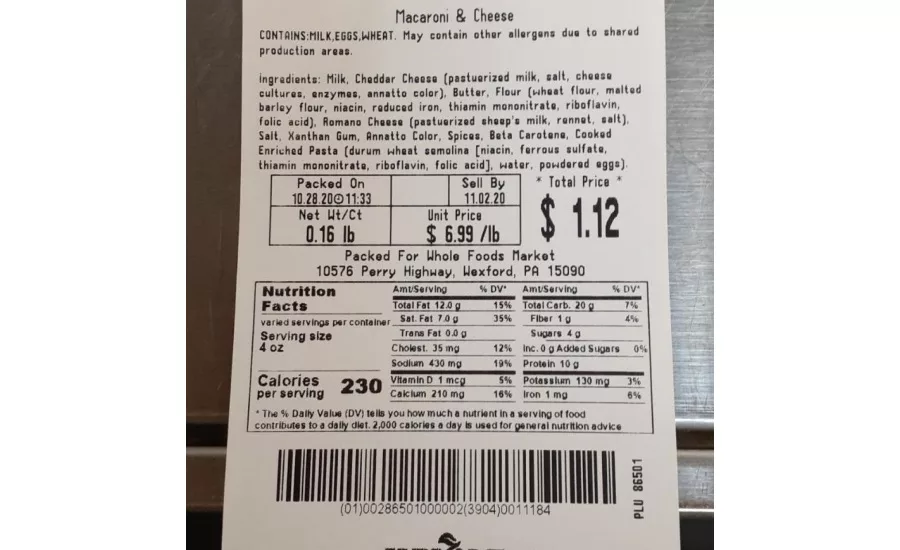 Macaroni & Cheese
CONTAINS:MILK,EGGS,WHEAT. May contain other allergens due to shared
production areas.
Ingredients: Milk, Cheddar Cheese (pastuerized milk, salt, cheese
cultures, enzymes, annatto color), Butter, Flour (wheat flour, malted
barley flour, niacin, reduced iron, thiamin mononitrate, riboflavin,
folic acid), Romano Cheese (pastuerized sheep's milk, rennet, salt),
Salt, Xanthan Gum, Annatto Color, Spices, Beta Carotene, Cooked
Enriched Pasta (durum wheat semolina [niacin, ferrous sulfate,
thiamin mononitrate, riboflavin, folic acid], water, powdered eggs).
Packed On
10.28.20 11:33
Sell By
11.02.20
* Total Price *
$ 1.12
Net Wt/Ct
0.16 lb
Unit Price
$ 6.99 /lb
Packed For Whole Foods Market
10576 Perry Highway, Wexford, PA 15090
Nutrition
Facts
varied servings per container
Serving size
4 oz
Calories
per serving
230
Amt/Serving % DV*
Total Fat 12.0 g 15%
Sat. Fat 7.0 g 35%
Trans Fat 0.0 g
Cholest. 35 mg 12%
Sodium 430 mg 19%
Vitamin D 1 mcg 5%
Calcium 210 mg 16%
Amt/Serving % DV*
Total Carb. 20 g 7%
Fiber 1 g 4%
Sugars 4 g
Inc. 0 g Added Sugars 0%
Protein 10 g
Potassium 130 mg 3%
Iron 1 mg 6%
* The % Daily Value (DV) tells you how much a nutrient in a serving of food
contributes to a daily diet. 2,000 calories a day is used for general nutrition advice
(01)00286501000002(3904)0011184
PLU 86501